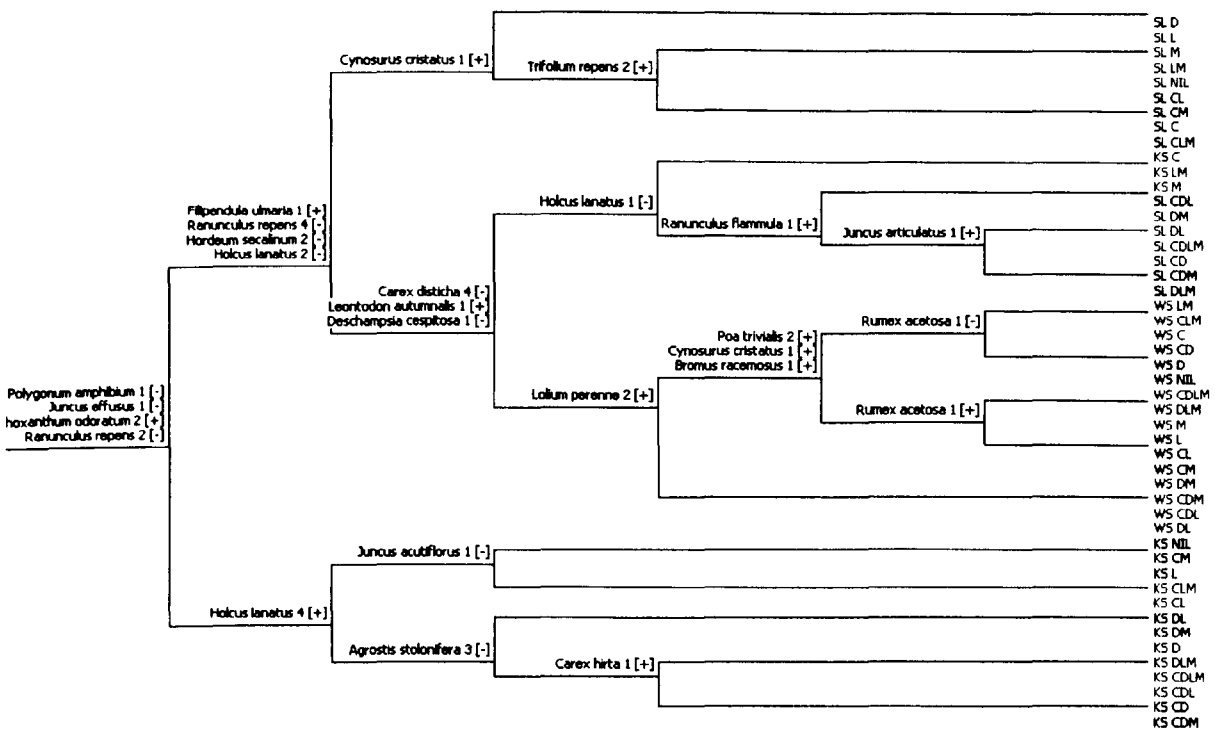 SL D
SL L
Cynosurus cristatus 1 [+]
Trifolium repens 2 [+]
SL M
SL LM
SL NIL
SL CL
SL CM
SL C
SL CLM
KS C
KS LM
KS M
Filipendula ulmaria 1 [+]
Ranunculus repens 4 [-]
Hordeum secalinum 2 [-]
Holcus lanatus 2 [-]
Holcus lanatus 1 [-]
Ranunculus flammula 1 [+]
Juncus articulatus 1 [+]
SL CDL
SL DM
SL DL
SL CDLM
SL CD
SL CDM
SL DLM
Carex disticha 4 [-]
Leontodon autumnalis 1 [+]
Deschampsia cespitosa 1 [-]
WS LM
WS CLM
WS C
WS CD
WS D
WS NIL
Poa trivialis 2 [+]
Cynosurus cristatus 1 [+]
Bromus racemosus 1 [+]
Rumex acetosa 1 [-]
Lolium perenne 2 [+]
Rumex acetosa 1 [+]
WS CDLM
WS DLM
WS M
WS L
WS CL
WS CM
WS DM
WS CDM
WS CDL
WS DL
Polygonum amphibium 1 [-]
Juncus effusus 1 [-]
hoxanthum odoratum 2 [+]
Ranunculus repens 2 [-]
Juncus acutiflorus 1 [-]
KS NIL
KS CM
KS L
KS CLM
KS CL
Holcus lanatus 4 [+]
Agrostis stolonifera 3 [-]
Carex hirta 1 [+]
KS DL
KS DM
KS D
KS DLM
KS CDLM
KS CDL
KS CD
KS CDM